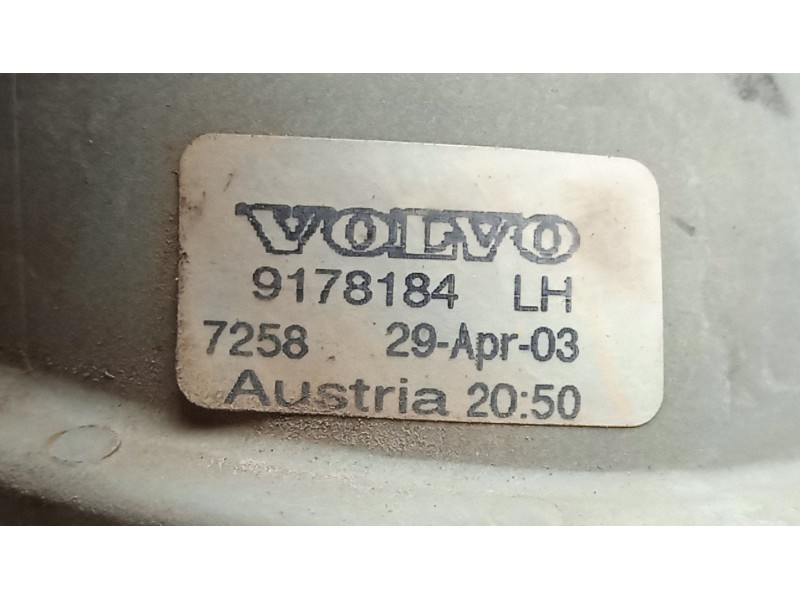 VOLVO
9178184 LH
7258 29-Apr-03
Austria 20:50